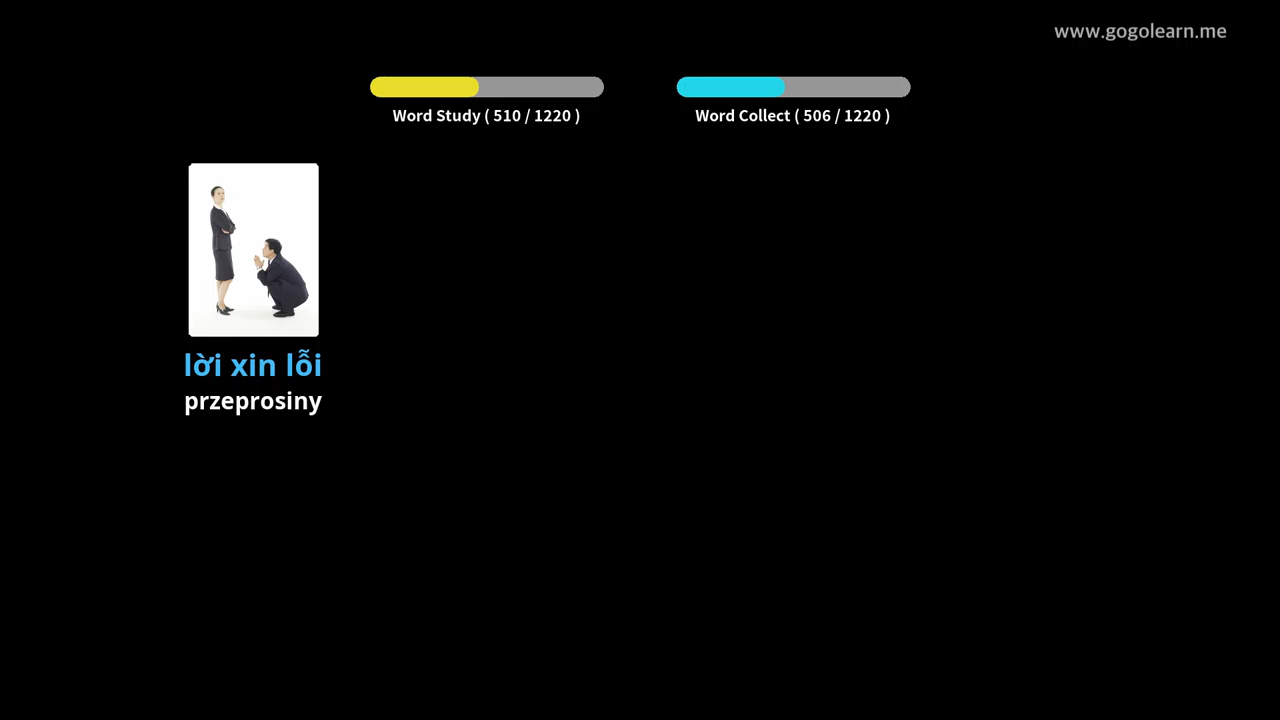 www.gogolearn.me
Word Study ( 510 / 1220 )
Word Collect ( 506 / 1220 )
lời xin lỗi
przeprosiny